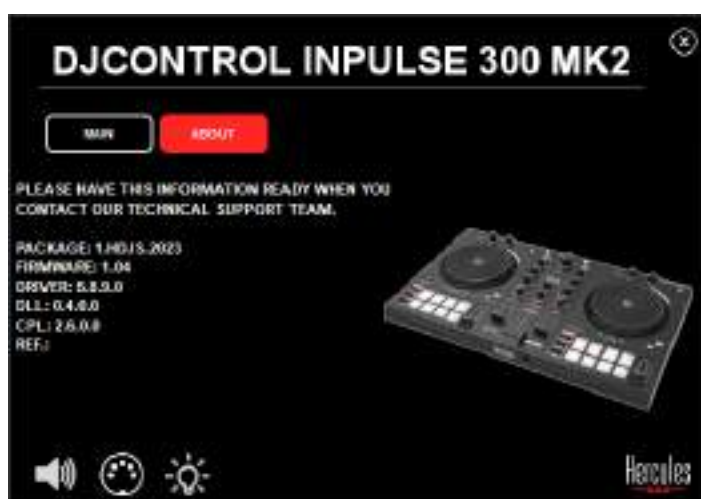 DJCONTROL INPULSE 300 MK2
MAIN
ABOUT
PLEASE HAVE THIS INFORMATION READY WHEN YOU
CONTACT OUR TECHNICAL SUPPORT TEAM.
PACKAGE: 1.HDJS.2023
FIRMWARE: 1.04
DRIVER: 5.8.9.0
DLL: 0.4.0.0
CPL: 2.6.0.0
REF.:
Hercules